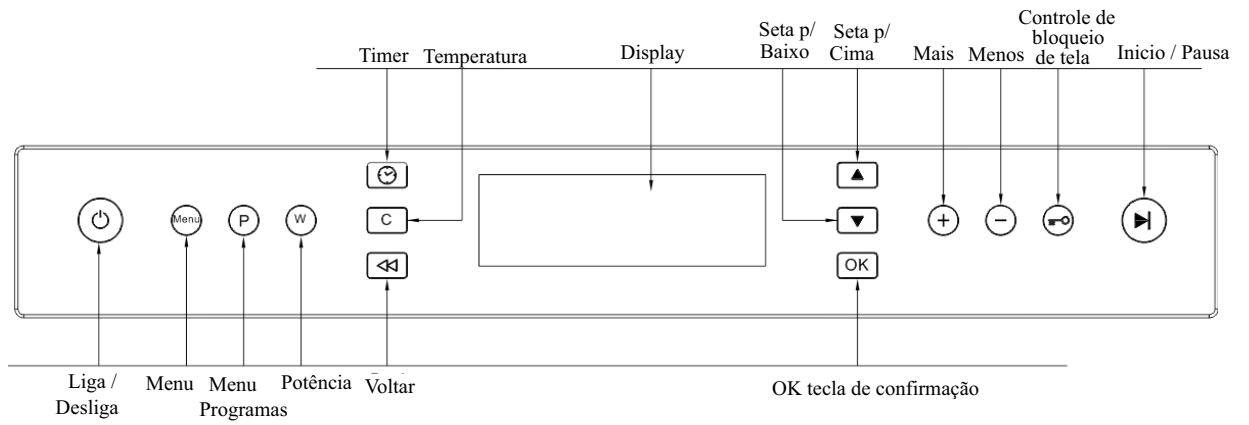 Controle de
bloqueio
de tela
Seta p/
Baixo
Seta p/
Cima
Timer
Temperatura
Display
Mais
Menos
Inicio / Pausa
Menu
P
W
C
OK
Liga /
Desliga
Menu
Menu
Programas
Potência
Voltar
OK tecla de confirmação